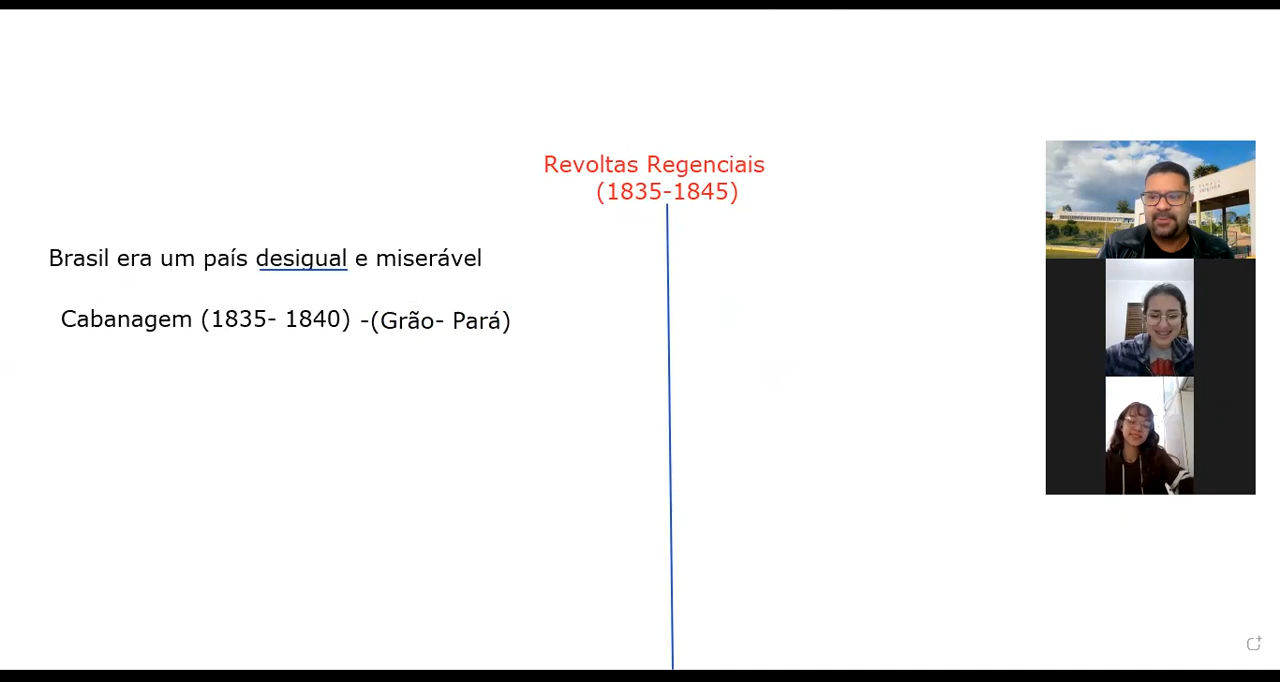 Revoltas Regenciais
(1835-1845)
Brasil era um país desigual e miserável
Cabanagem (1835- 1840) -(Grão- Pará)